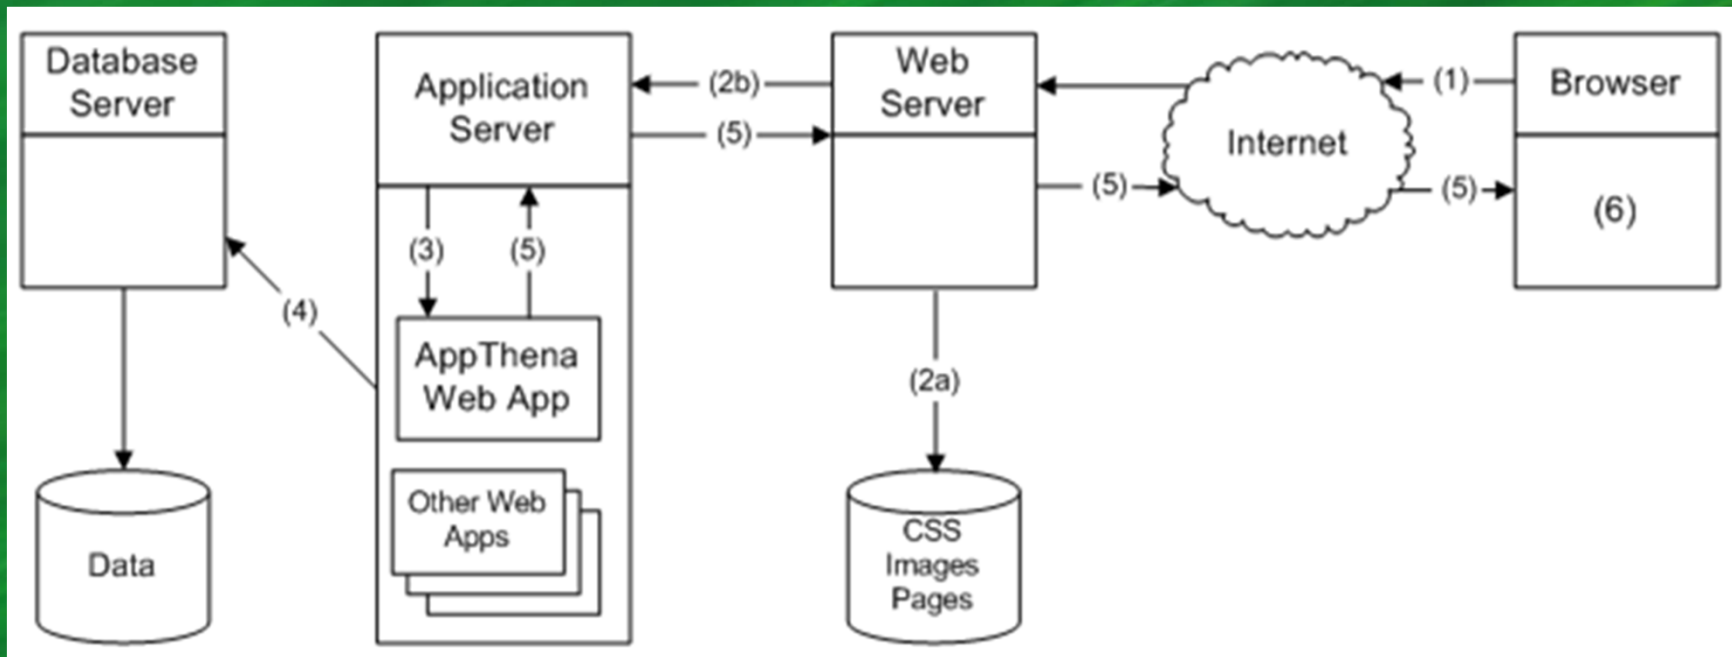 Database
Server
Application
Server
(2b)
(5)
Web
Server
Internet
(1)
Browser
(5)
(5)
(6)
(3)
(5)
(4)
AppThena
Web App
(2a)
Other Web
Apps
Data
CSS
Images
Pages